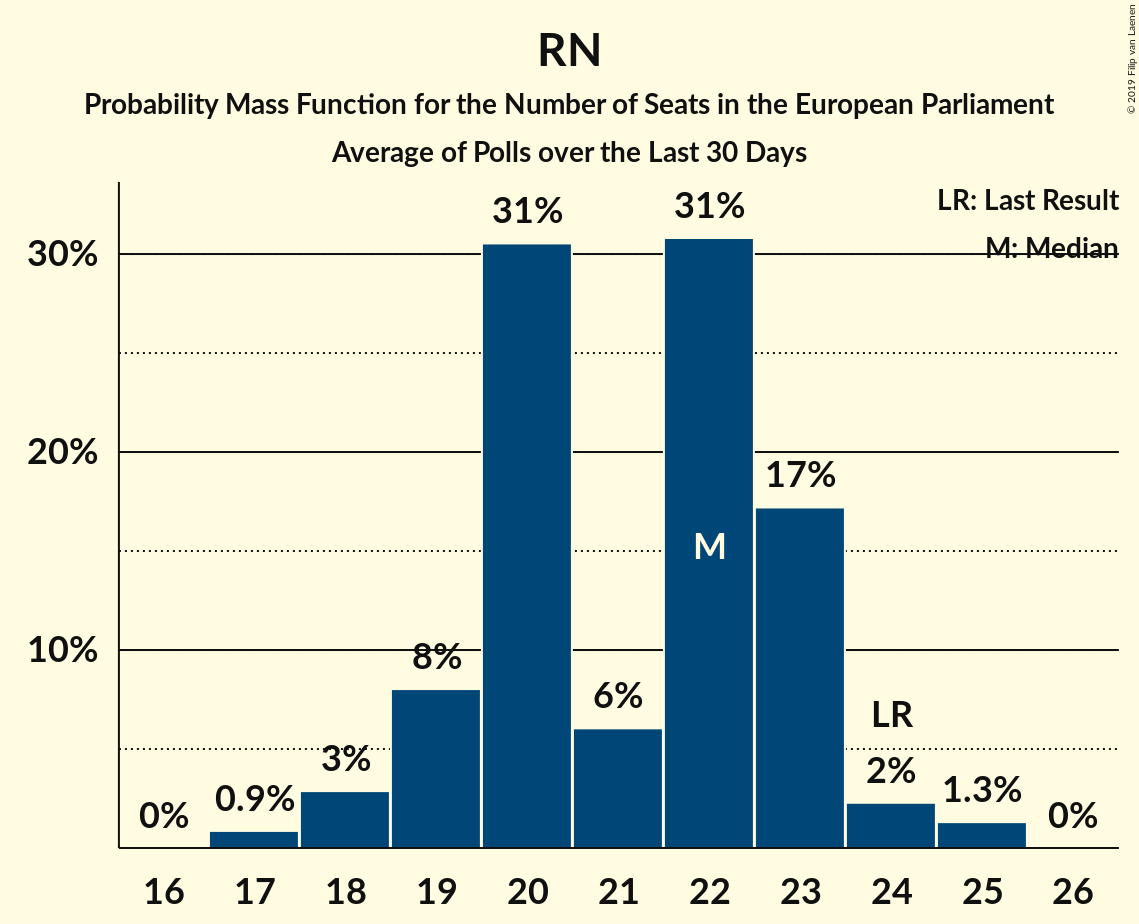 RN
Probability Mass Function for the Number of Seats in the European Parliament
Average of Polls over the Last 30 Days
© 2019 Filip van Laenen
LR: Last Result
M: Median
30%
20%
10%
0%
0.9%
3%
8%
31%
6%
31%
M
17%
LR
2%
1.3%
0%
16 17 18 19 20 21 22 23 24 25 26